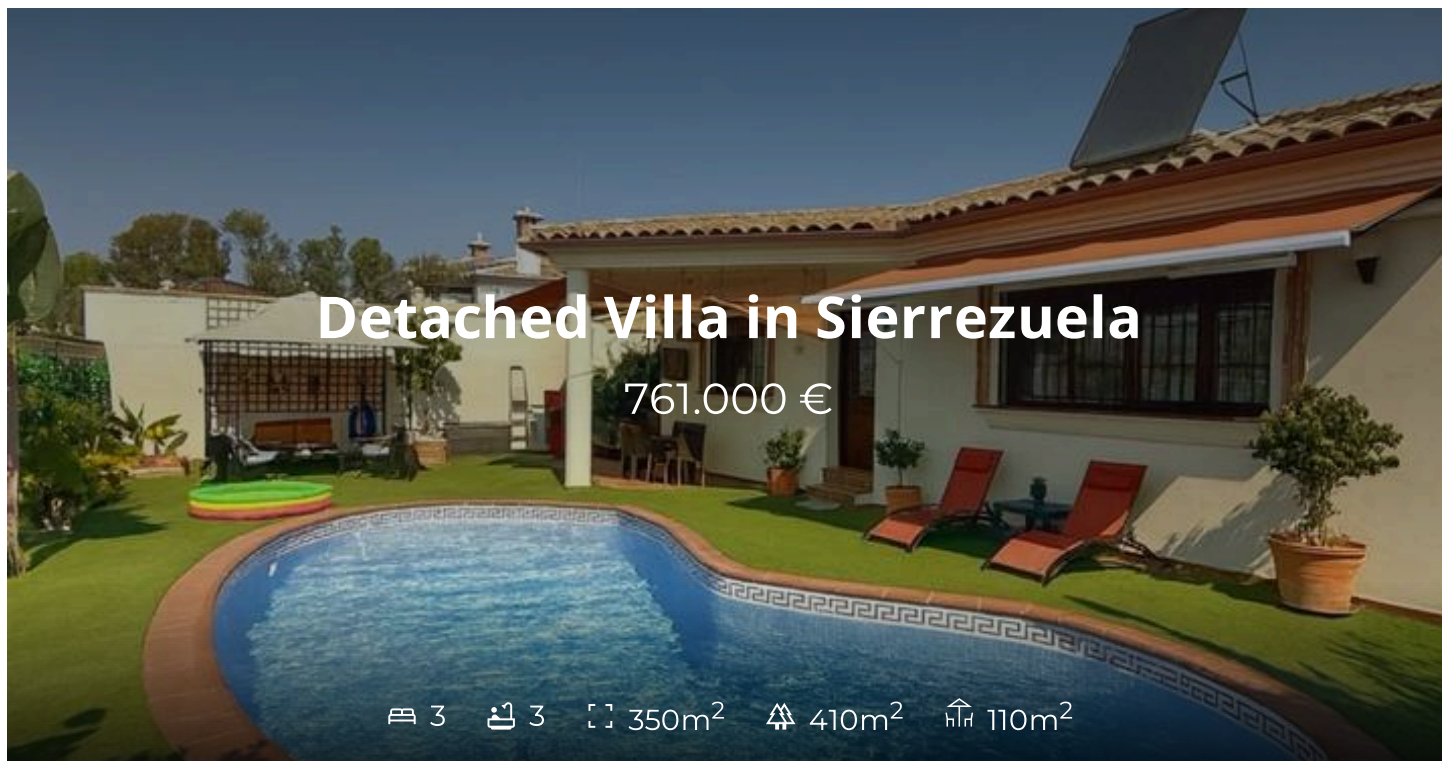 Detached Villa in Sierrezuela
761.000 €
3 3 350m² 410m² 110m²